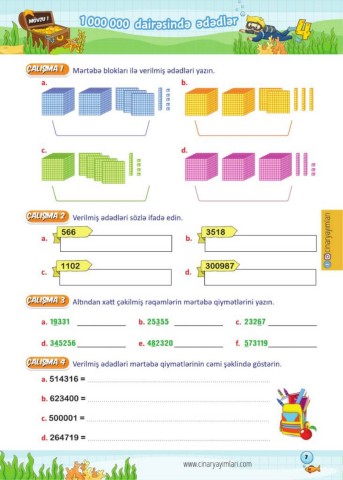 MÖVZU 1
1 000 000 dairəsində ədədlər
4
ÇALIŞMA 1 Mərtəbə blokları ilə verilmiş ədədləri yazın.
a. b.
c. d.
ÇALIŞMA 2 Verilmiş ədədləri sözlə ifadə edin.
a. 566 b. 3518
c. 1102 d. 300987
cinaryayimlari
ÇALIŞMA 3 Altından xətt çəkilmiş rəqəmlərin mərtəbə qiymətlərini yazın.
a. 19331 b. 25355 c. 23267
d. 345256 e. 482320 f. 573119
ÇALIŞMA 4 Verilmiş ədədləri mərtəbə qiymətlərinin cəmi şəklində göstərin.
a. 514316 =
b. 623400 =
c. 500001 =
d. 264719 =
www.cinaryayimlari.com
7